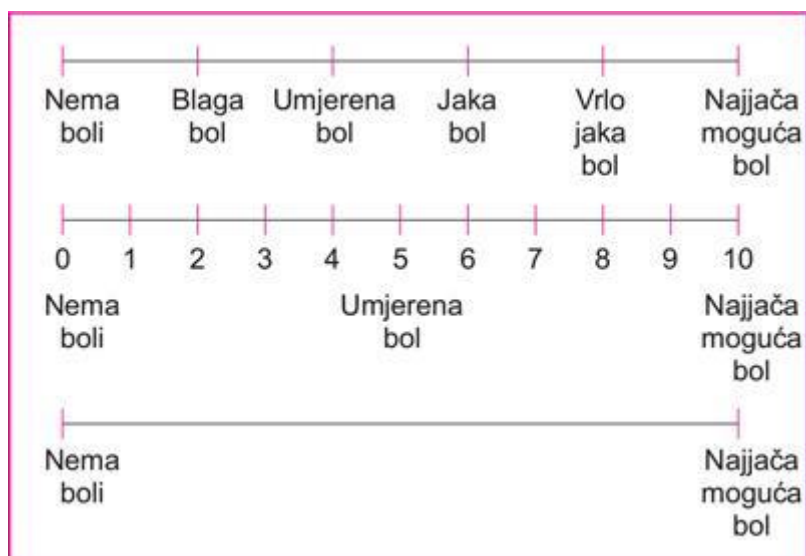 Nema Blaga Umjerena Jaka Vrlo Najjača
boli bol bol bol jaka moguća
bol bol
0 1 2 3 4 5 6 7 8 9 10
Nema Umjerena Najjača
boli bol moguća
bol
Nema Najjača
boli moguća
bol